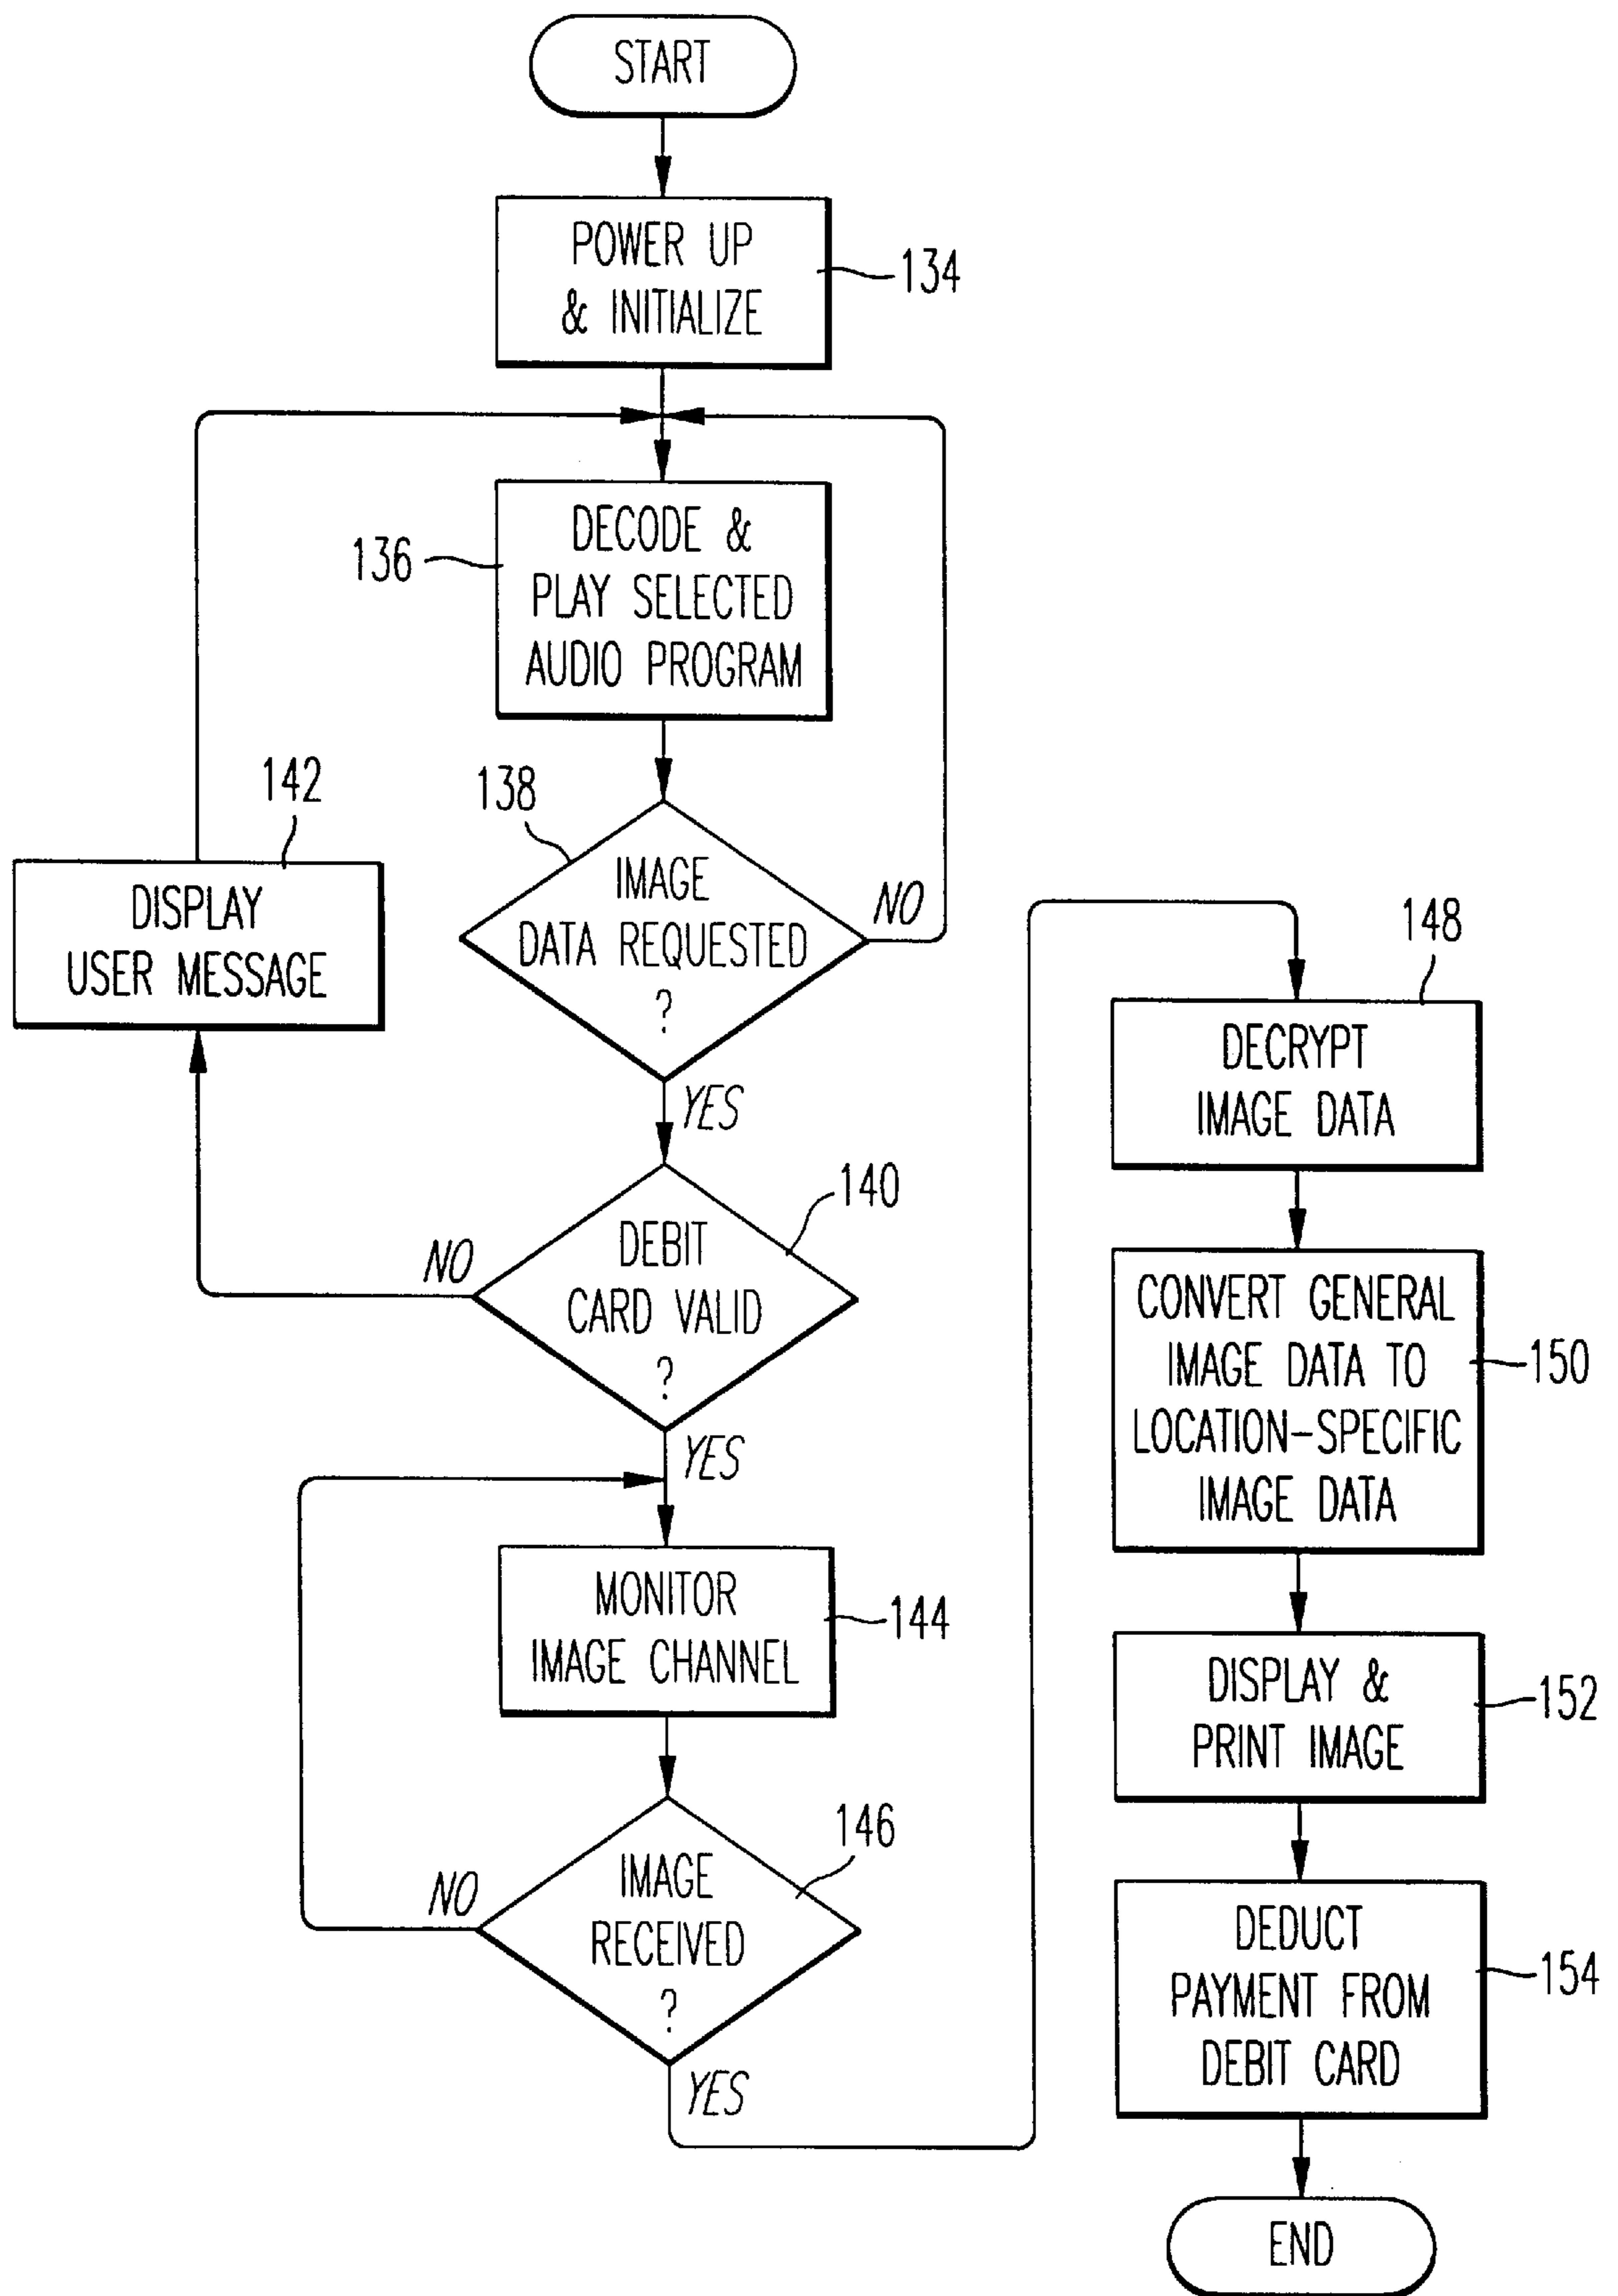 START
POWER UP
& INITIALIZE
134
DECODE &
PLAY SELECTED
AUDIO PROGRAM
136
138
IMAGE
DATA REQUESTED
?
NO
YES
142
DISPLAY
USER MESSAGE
140
DEBIT
CARD VALID
?
NO
YES
MONITOR
IMAGE CHANNEL
144
146
IMAGE
RECEIVED
?
NO
YES
148
DECRYPT
IMAGE DATA
CONVERT GENERAL
IMAGE DATA TO
LOCATION-SPECIFIC
IMAGE DATA
150
DISPLAY &
PRINT IMAGE
152
DEDUCT
PAYMENT FROM
DEBIT CARD
154
END